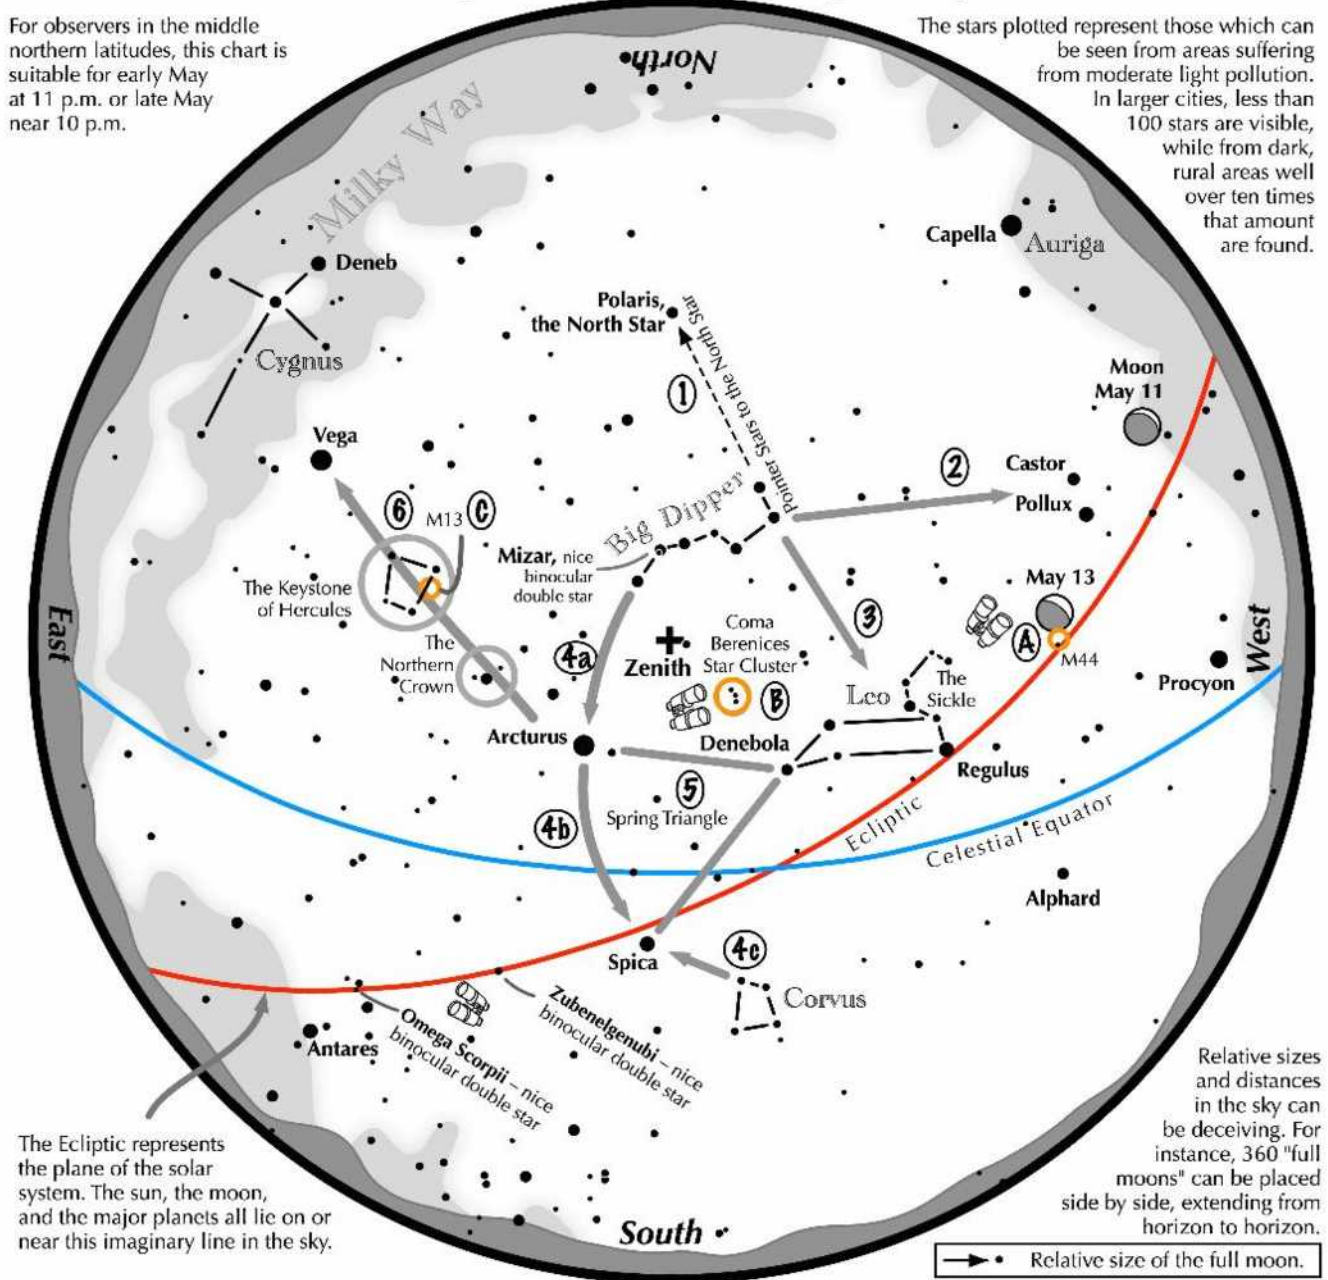 For observers in the middle
northern latitudes, this chart is
suitable for early May
at 11 p.m. or late May
near 10 p.m.
The stars plotted represent those which can
be seen from areas suffering
from moderate light pollution.
In larger cities, less than
100 stars are visible,
while from dark,
rural areas well
over ten times
that amount
are found.
North
Milky Way
Capella
Auriga
Deneb
Cygnus
Polaris,
the North Star
Pointer Stars to the North Star
1
Moon
May 11
Vega
2
Castor
Pollux
6
M13
C
Big Dipper
Mizar, nice
binocular
double star
The Keystone
of Hercules
May 13
A
M44
3
East
West
The
Northern
Crown
4a
Zenith
Coma
Berenices
Star Cluster
B
Leo
The
Sickle
Procyon
Arcturus
Denebola
Regulus
5
Spring Triangle
4b
Ecliptic
Celestial Equator
Alphard
Spica
4c
Corvus
Zubenelgenubi – nice
binocular double star
Omega Scorpii – nice
binocular double star
Antares
The Ecliptic represents
the plane of the solar
system. The sun, the moon,
and the major planets all lie on or
near this imaginary line in the sky.
South
Relative sizes
and distances
in the sky can
be deceiving. For
instance, 360 "full
moons" can be placed
side by side, extending from
horizon to horizon.
Relative size of the full moon.